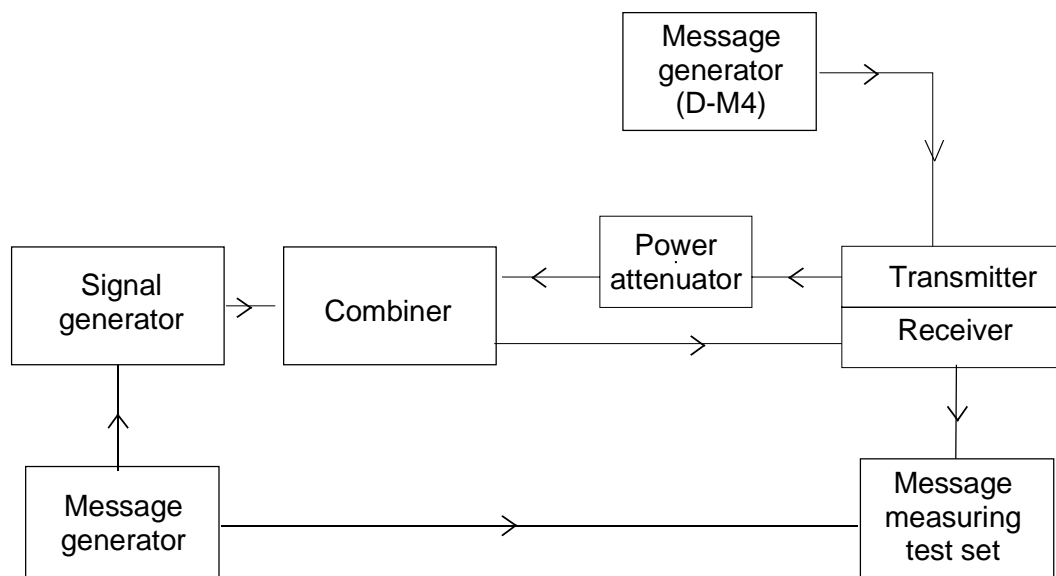 Message
generator
(D-M4)
Power
attenuator
Signal
generator
Combiner
Transmitter
Receiver
Message
generator
Message
measuring
test set